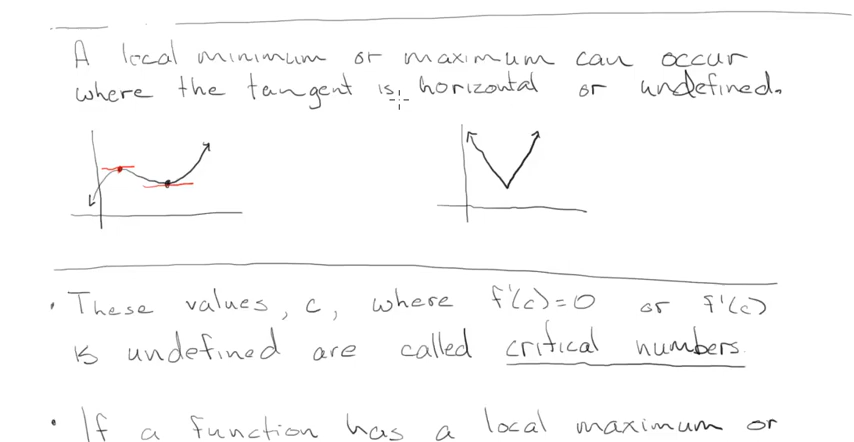 A local minimum or maximum can occur
where the tangent is horizontal or undefined.
• These values, c, where f'(c)=0 or f'(c)
is undefined are called critical numbers.
• If a function has a local maximum or